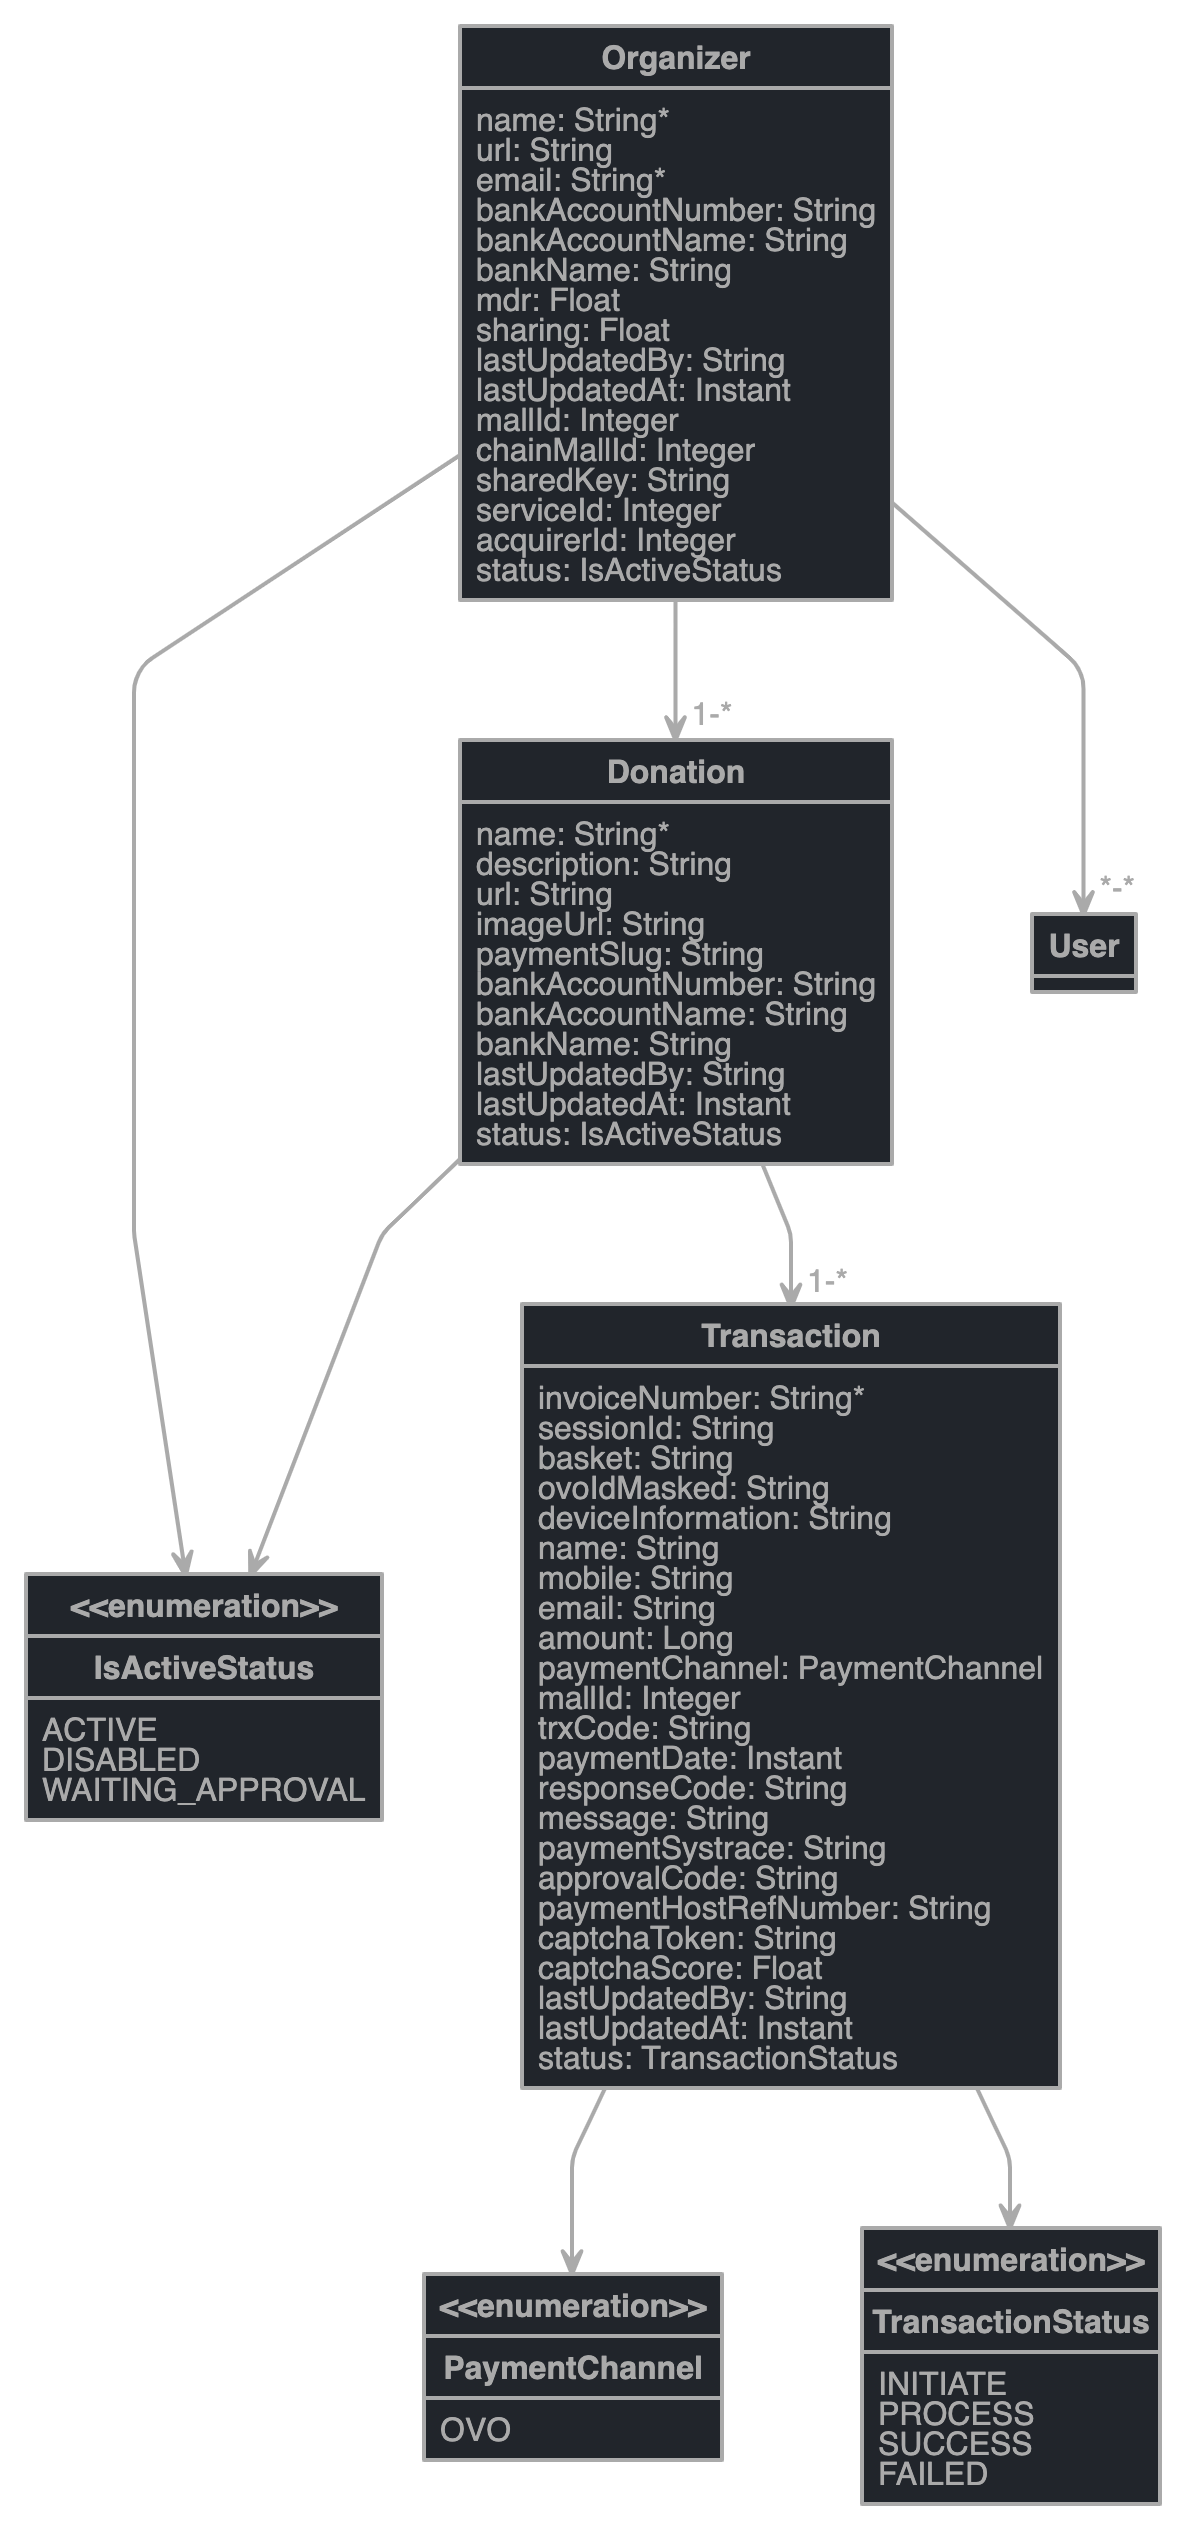 Organizer
name: String*
url: String
email: String*
bankAccountNumber: String
bankAccountName: String
bankName: String
mdr: Float
sharing: Float
lastUpdatedBy: String
lastUpdatedAt: Instant
mallId: Integer
chainMallId: Integer
sharedKey: String
serviceId: Integer
acquirerId: Integer
status: IsActiveStatus
1-*
Donation
name: String*
description: String
url: String
imageUrl: String
paymentSlug: String
bankAccountNumber: String
bankAccountName: String
bankName: String
lastUpdatedBy: String
lastUpdatedAt: Instant
status: IsActiveStatus
*-*
User
1-*
Transaction
invoiceNumber: String*
sessionId: String
basket: String
ovoIdMasked: String
deviceInformation: String
name: String
mobile: String
email: String
amount: Long
paymentChannel: PaymentChannel
mallId: Integer
trxCode: String
paymentDate: Instant
responseCode: String
message: String
paymentSystrace: String
approvalCode: String
paymentHostRefNumber: String
captchaToken: String
captchaScore: Float
lastUpdatedBy: String
lastUpdatedAt: Instant
status: TransactionStatus
<<enumeration>>
IsActiveStatus
ACTIVE
DISABLED
WAITING_APPROVAL
<<enumeration>>
PaymentChannel
OVO
<<enumeration>>
TransactionStatus
INITIATE
PROCESS
SUCCESS
FAILED